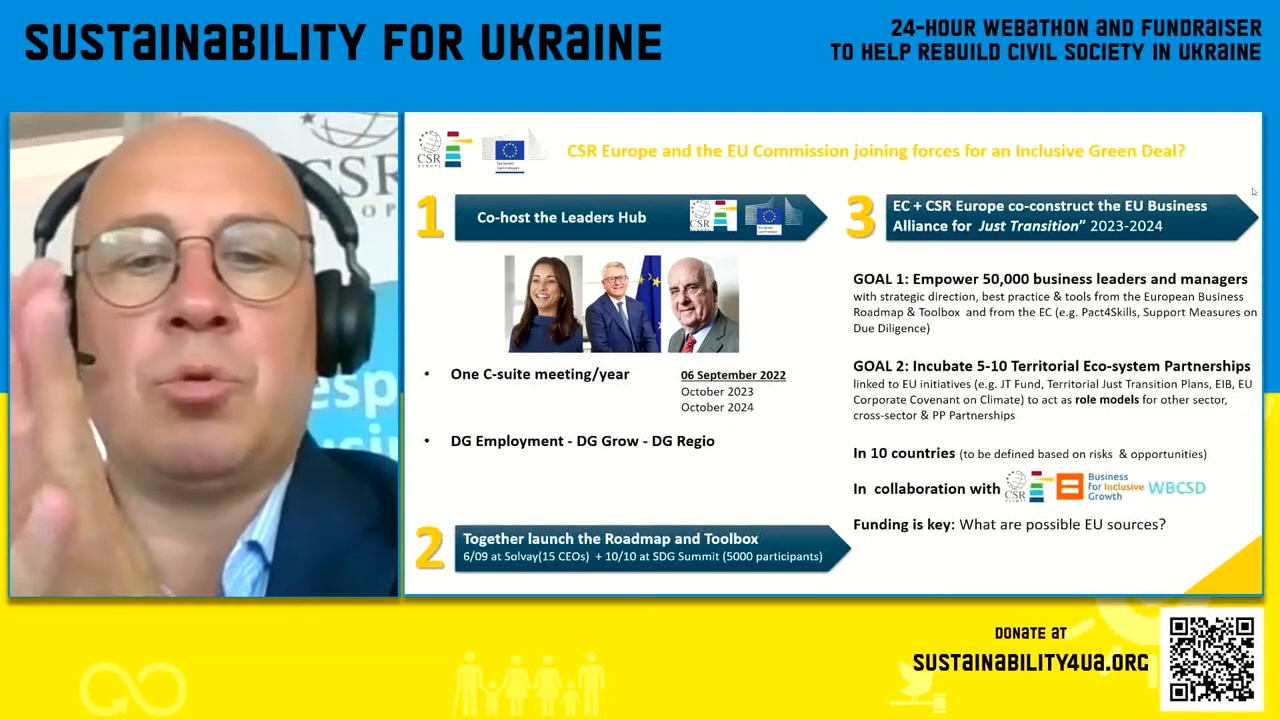 SUSTAINABILITY FOR UKRAINE
24-HOUR WEBATHON AND FUNDRAISER
TO HELP REBUILD CIVIL SOCIETY IN UKRAINE
CSR
CSR
European
Commission
CSR Europe and the EU Commission joining forces for an Inclusive Green Deal?
1
Co-host the Leaders Hub
CSR
• One C-suite meeting/year
06 September 2022
October 2023
October 2024
• DG Employment - DG Grow - DG Regio
2
Together launch the Roadmap and Toolbox
6/09 at Solvay(15 CEOs) + 10/10 at SDG Summit (5000 participants)
3
EC + CSR Europe co-construct the EU Business
Alliance for Just Transition” 2023-2024
GOAL 1: Empower 50,000 business leaders and managers
with strategic direction, best practice & tools from the European Business
Roadmap & Toolbox and from the EC (e.g. Pact4Skills, Support Measures on
Due Diligence)
GOAL 2: Incubate 5-10 Territorial Eco-system Partnerships
linked to EU initiatives (e.g. JT Fund, Territorial Just Transition Plans, EIB, EU
Corporate Covenant on Climate) to act as role models for other sector,
cross-sector & PP Partnerships
In 10 countries (to be defined based on risks & opportunities)
In collaboration with CSR Business
for Inclusive
Growth WBCSD
Funding is key: What are possible EU sources?
DONATE AT
SUSTAINABILITY4UA.ORG